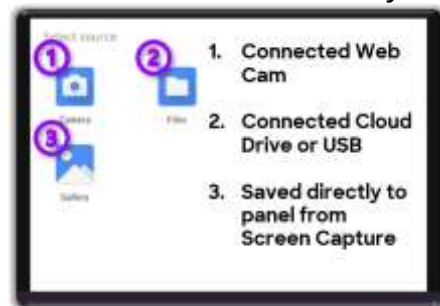 Select source
1
2
Camera
Files
3
Gallery
1. Connected Web
Cam
2. Connected Cloud
Drive or USB
3. Saved directly to
panel from
Screen Capture